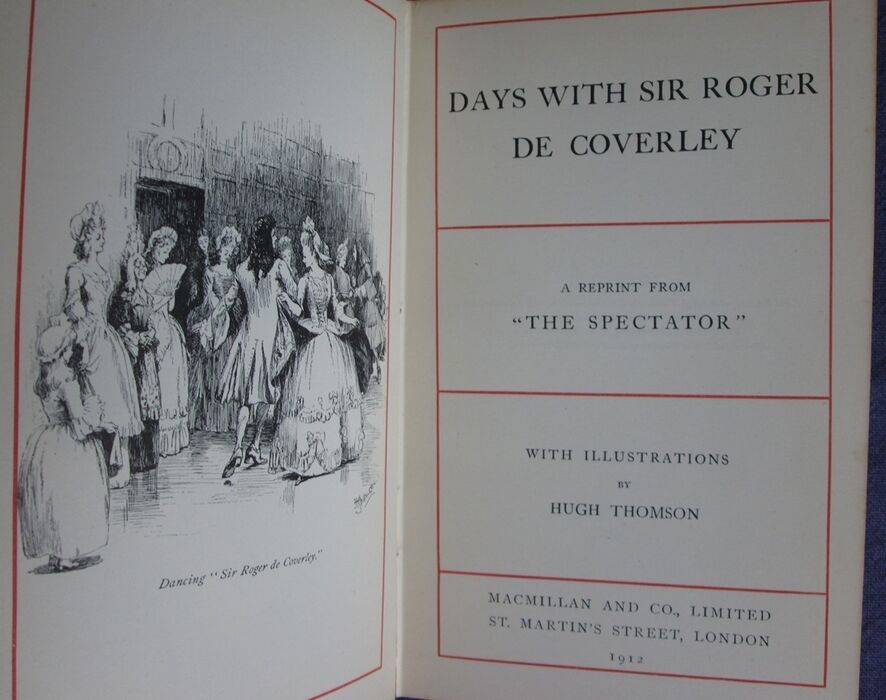 Dancing "Sir Roger de Coverley."
DAYS WITH SIR ROGER
DE COVERLEY
A REPRINT FROM
"THE SPECTATOR"
WITH ILLUSTRATIONS
BY
HUGH THOMSON
MACMILLAN AND CO., LIMITED
ST. MARTIN'S STREET, LONDON
1912